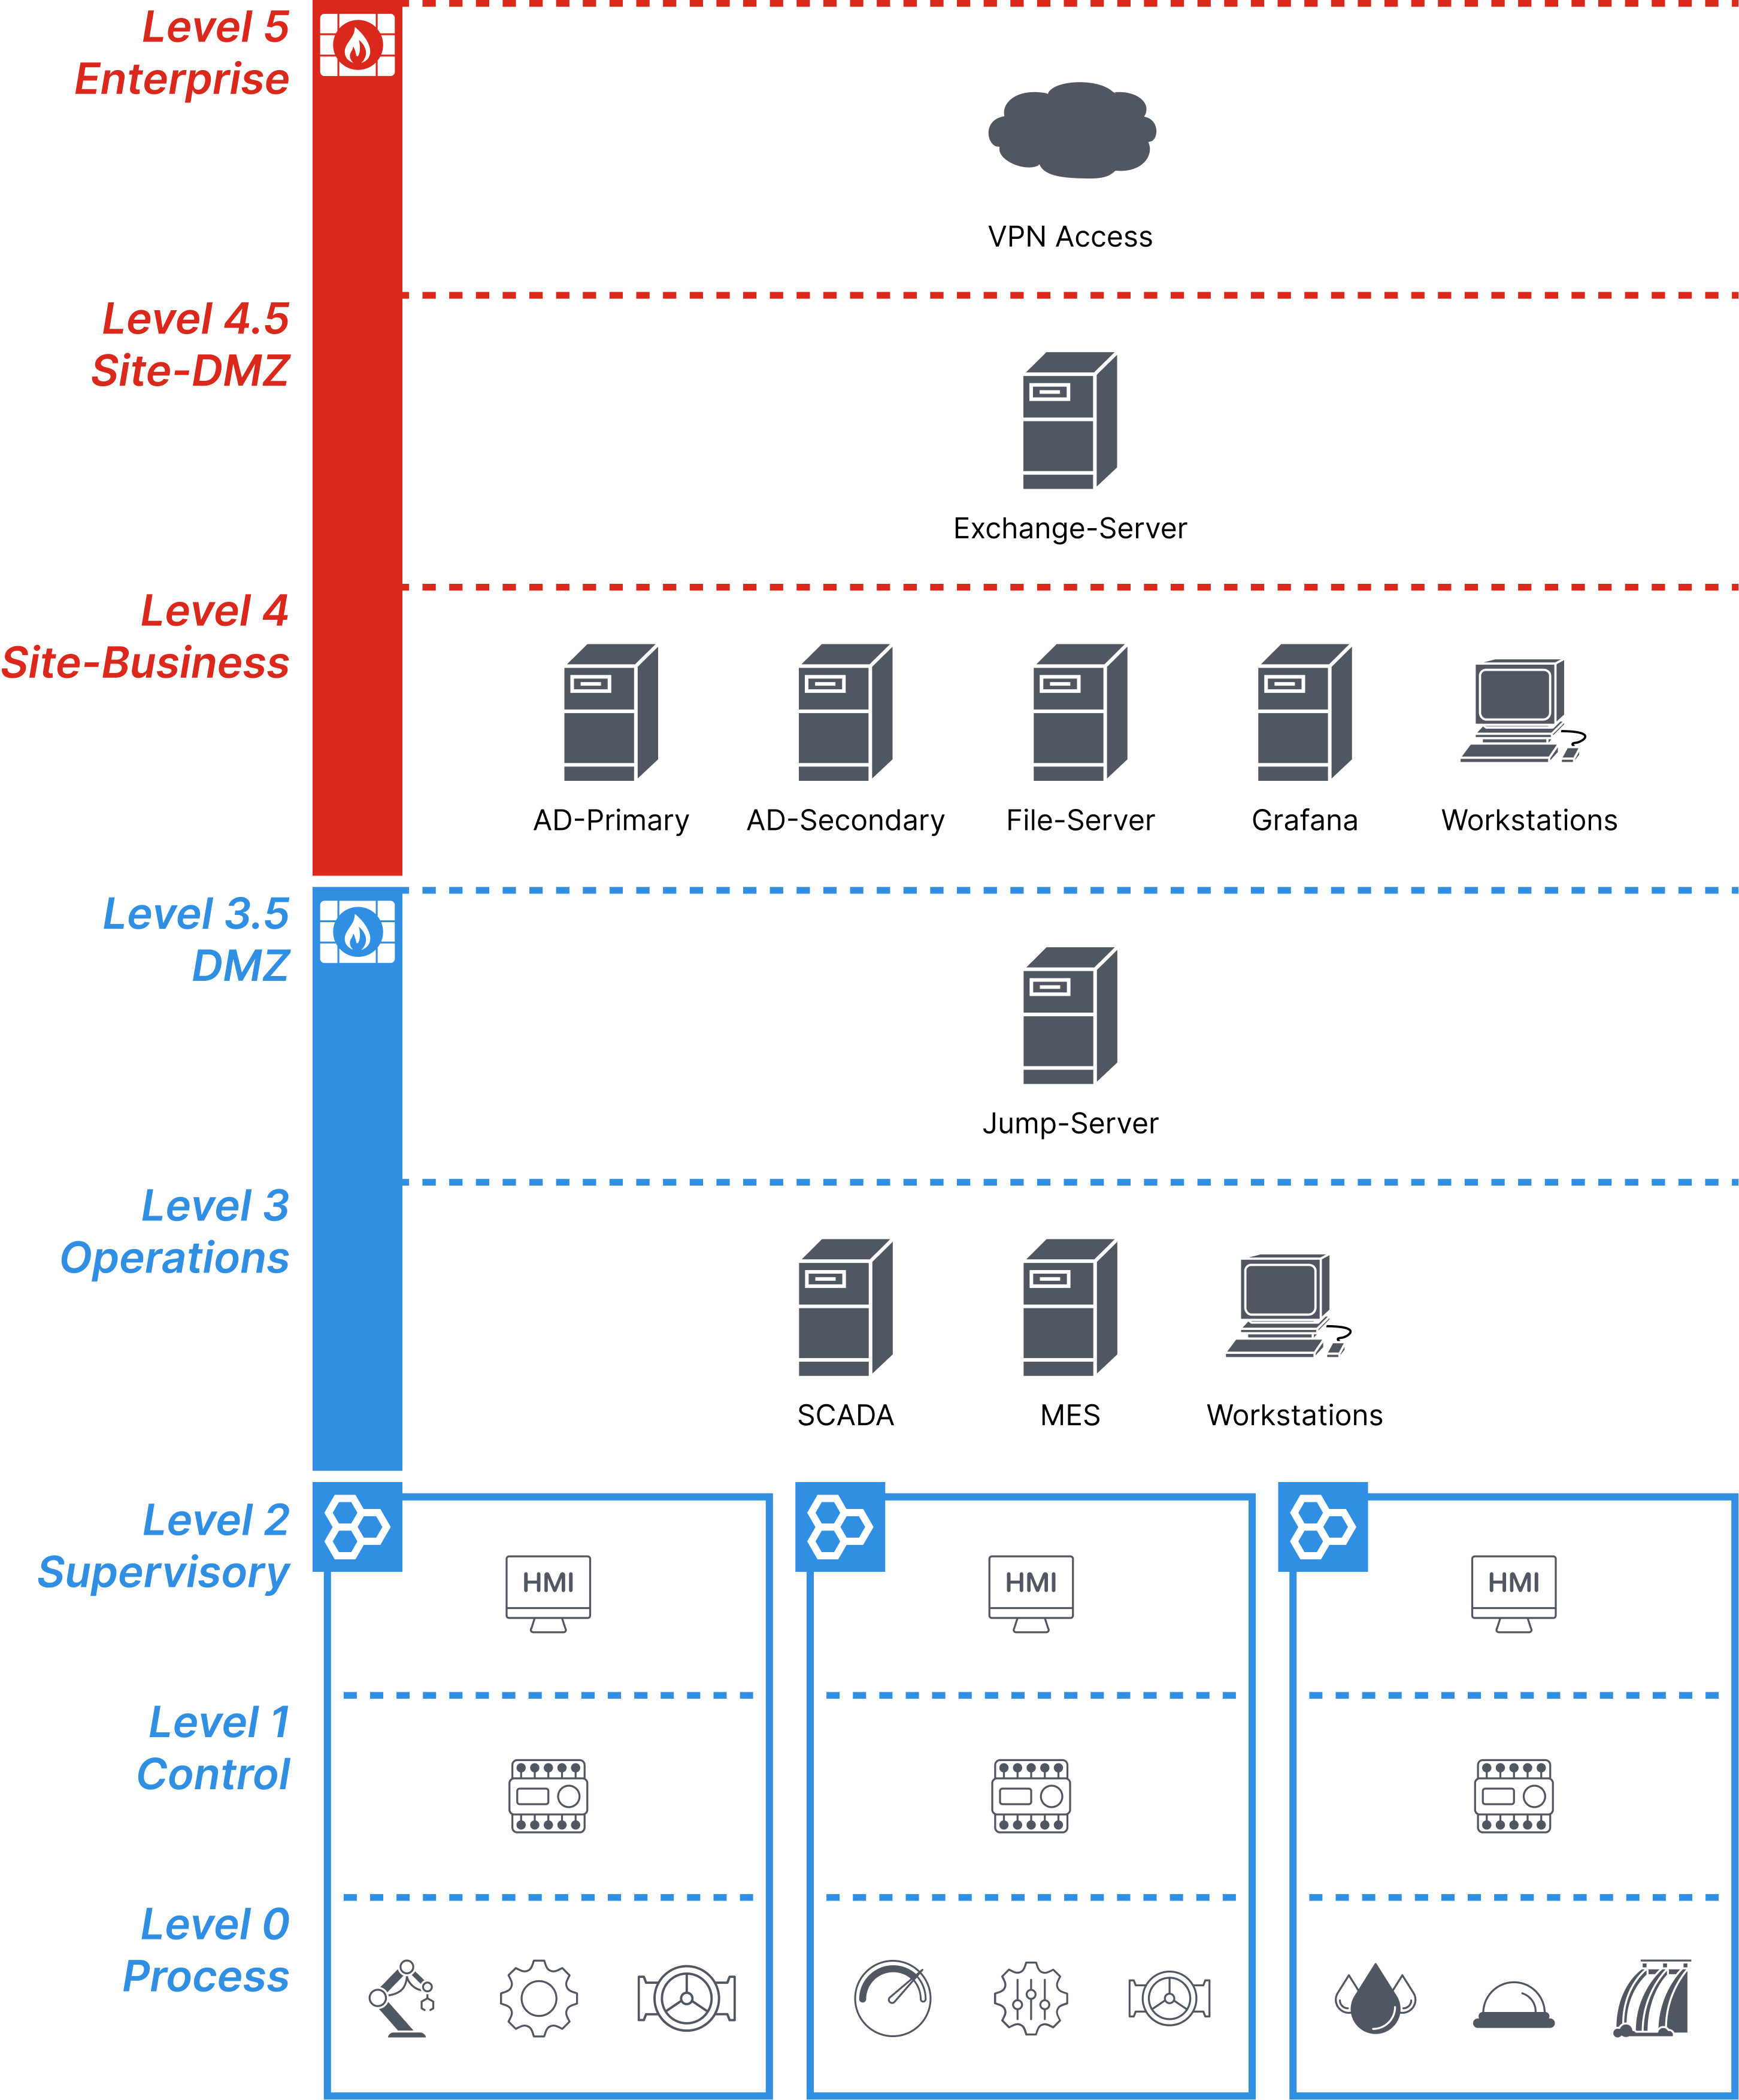 Level 5
Enterprise
VPN Access
Level 4.5
Site-DMZ
Exchange-Server
Level 4
Site-Business
AD-Primary
AD-Secondary
File-Server
Grafana
Workstations
Level 3.5
DMZ
Jump-Server
Level 3
Operations
SCADA
MES
Workstations
Level 2
Supervisory
HMI
HMI
HMI
Level 1
Control
Level 0
Process